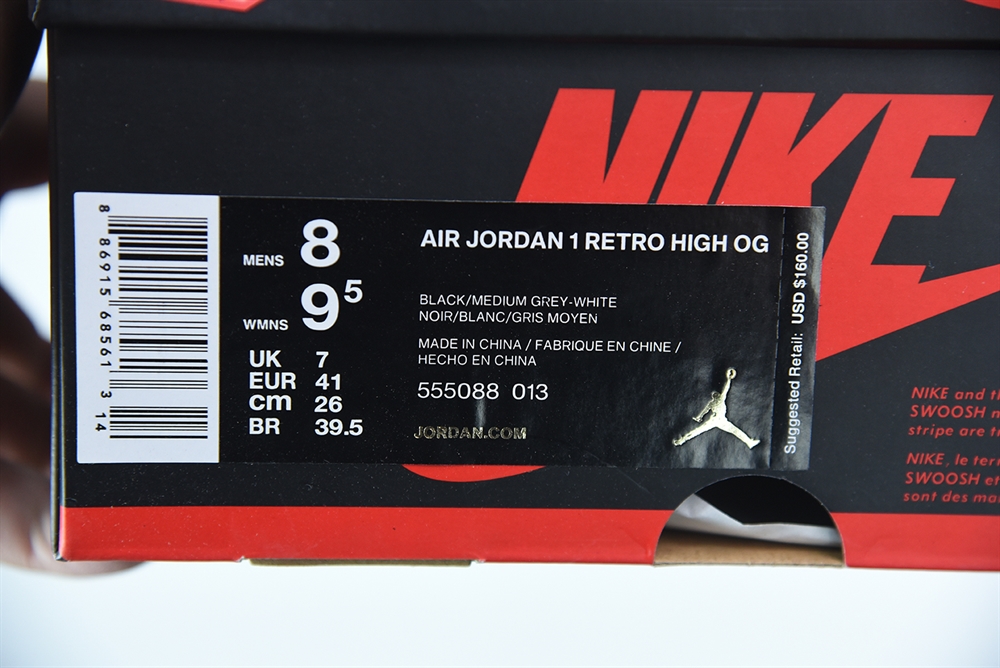 NIKE
8 86915 68561 3 14
MENS 8
WMNS 9⁵
UK 7
EUR 41
cm 26
BR 39.5
AIR JORDAN 1 RETRO HIGH OG
BLACK/MEDIUM GREY-WHITE
NOIR/BLANC/GRIS MOYEN
MADE IN CHINA / FABRIQUE EN CHINE /
HECHO EN CHINA
555088 013
JORDAN.COM
Suggested Retail: USD $160.00
NIKE and
SWOOSH
stripe are
NIKE, le
SWOOSH et
sont des